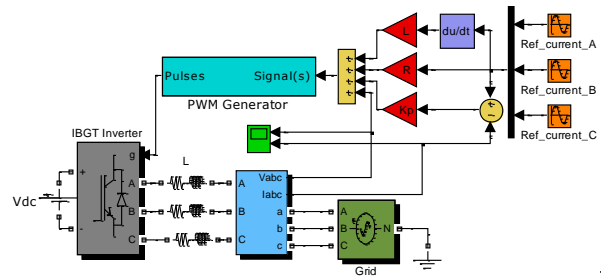 L
du/dt
Ref_current_A
Pulses
Signal(s)
R
PWM Generator
Ref_current_B
Kp
IBGT Inverter
Ref_current_C
g
L
Vabc
Iabc
+
A
A
Vdc
B
B
a
A
b
B
N
-
C
C
c
C
Grid